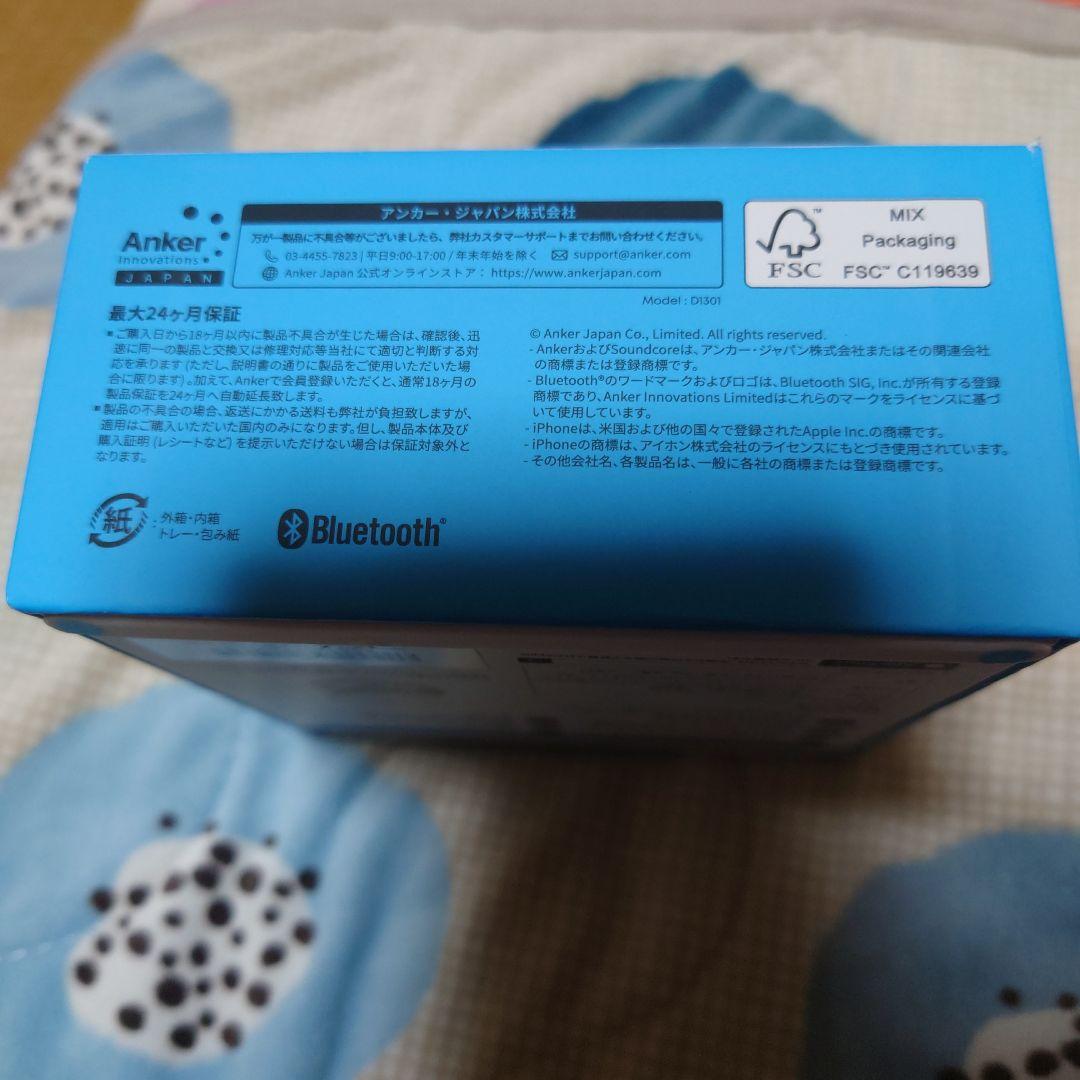 Anker
Innovations
JAPAN
アンカー・ジャパン株式会社
万が一製品に不具合等がございましたら、弊社カスタマーサポートまでお問い合わせください。
03-4455-7823 | 平日9:00-17:00 / 年末年始を除く support@anker.com
Anker Japan 公式オンラインストア： https://www.ankerjapan.com
FSC™
MIX
Packaging
FSC™ C119639
Model : D1301
最大24ヶ月保証
■ご購入日から18ヶ月以内に製品不具合が生じた場合は、確認後、迅
速に同一の製品と交換又は修理対応等当社にて適切と判断する対
応を承ります (ただし、説明書の通りに製品をご使用いただいた場
合に限ります) 。加えて、Ankerで会員登録いただくと、通常18ヶ月の
製品保証を24ヶ月へ自動延長致します。
■製品の不具合の場合、返送にかかる送料も弊社が負担致しますが、
適用はご購入いただいた国内のみになります。但し、製品本体及び
購入証明 (レシートなど) を提示いただけない場合は保証対象外と
なります。
© Anker Japan Co., Limited. All rights reserved.
- AnkerおよびSoundcoreは、アンカー・ジャパン株式会社またはその関連会社
の商標または登録商標です。
- Bluetooth®のワードマークおよびロゴは、Bluetooth SIG, Inc.が所有する登録
商標であり、Anker Innovations Limitedはこれらのマークをライセンスに基づ
いて使用しています。
- iPhoneは、米国および他の国々で登録されたApple Inc.の商標です。
- iPhoneの商標は、アイホン株式会社のライセンスにもとづき使用されています。
- その他会社名、各製品名は、一般に各社の商標または登録商標です。
紙 : 外箱・内箱
トレー・包み紙
Bluetooth®